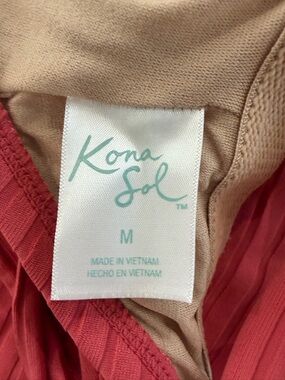 Kona
Sol
TM
M
MADE IN VIETNAM
HECHO EN VIETNAM